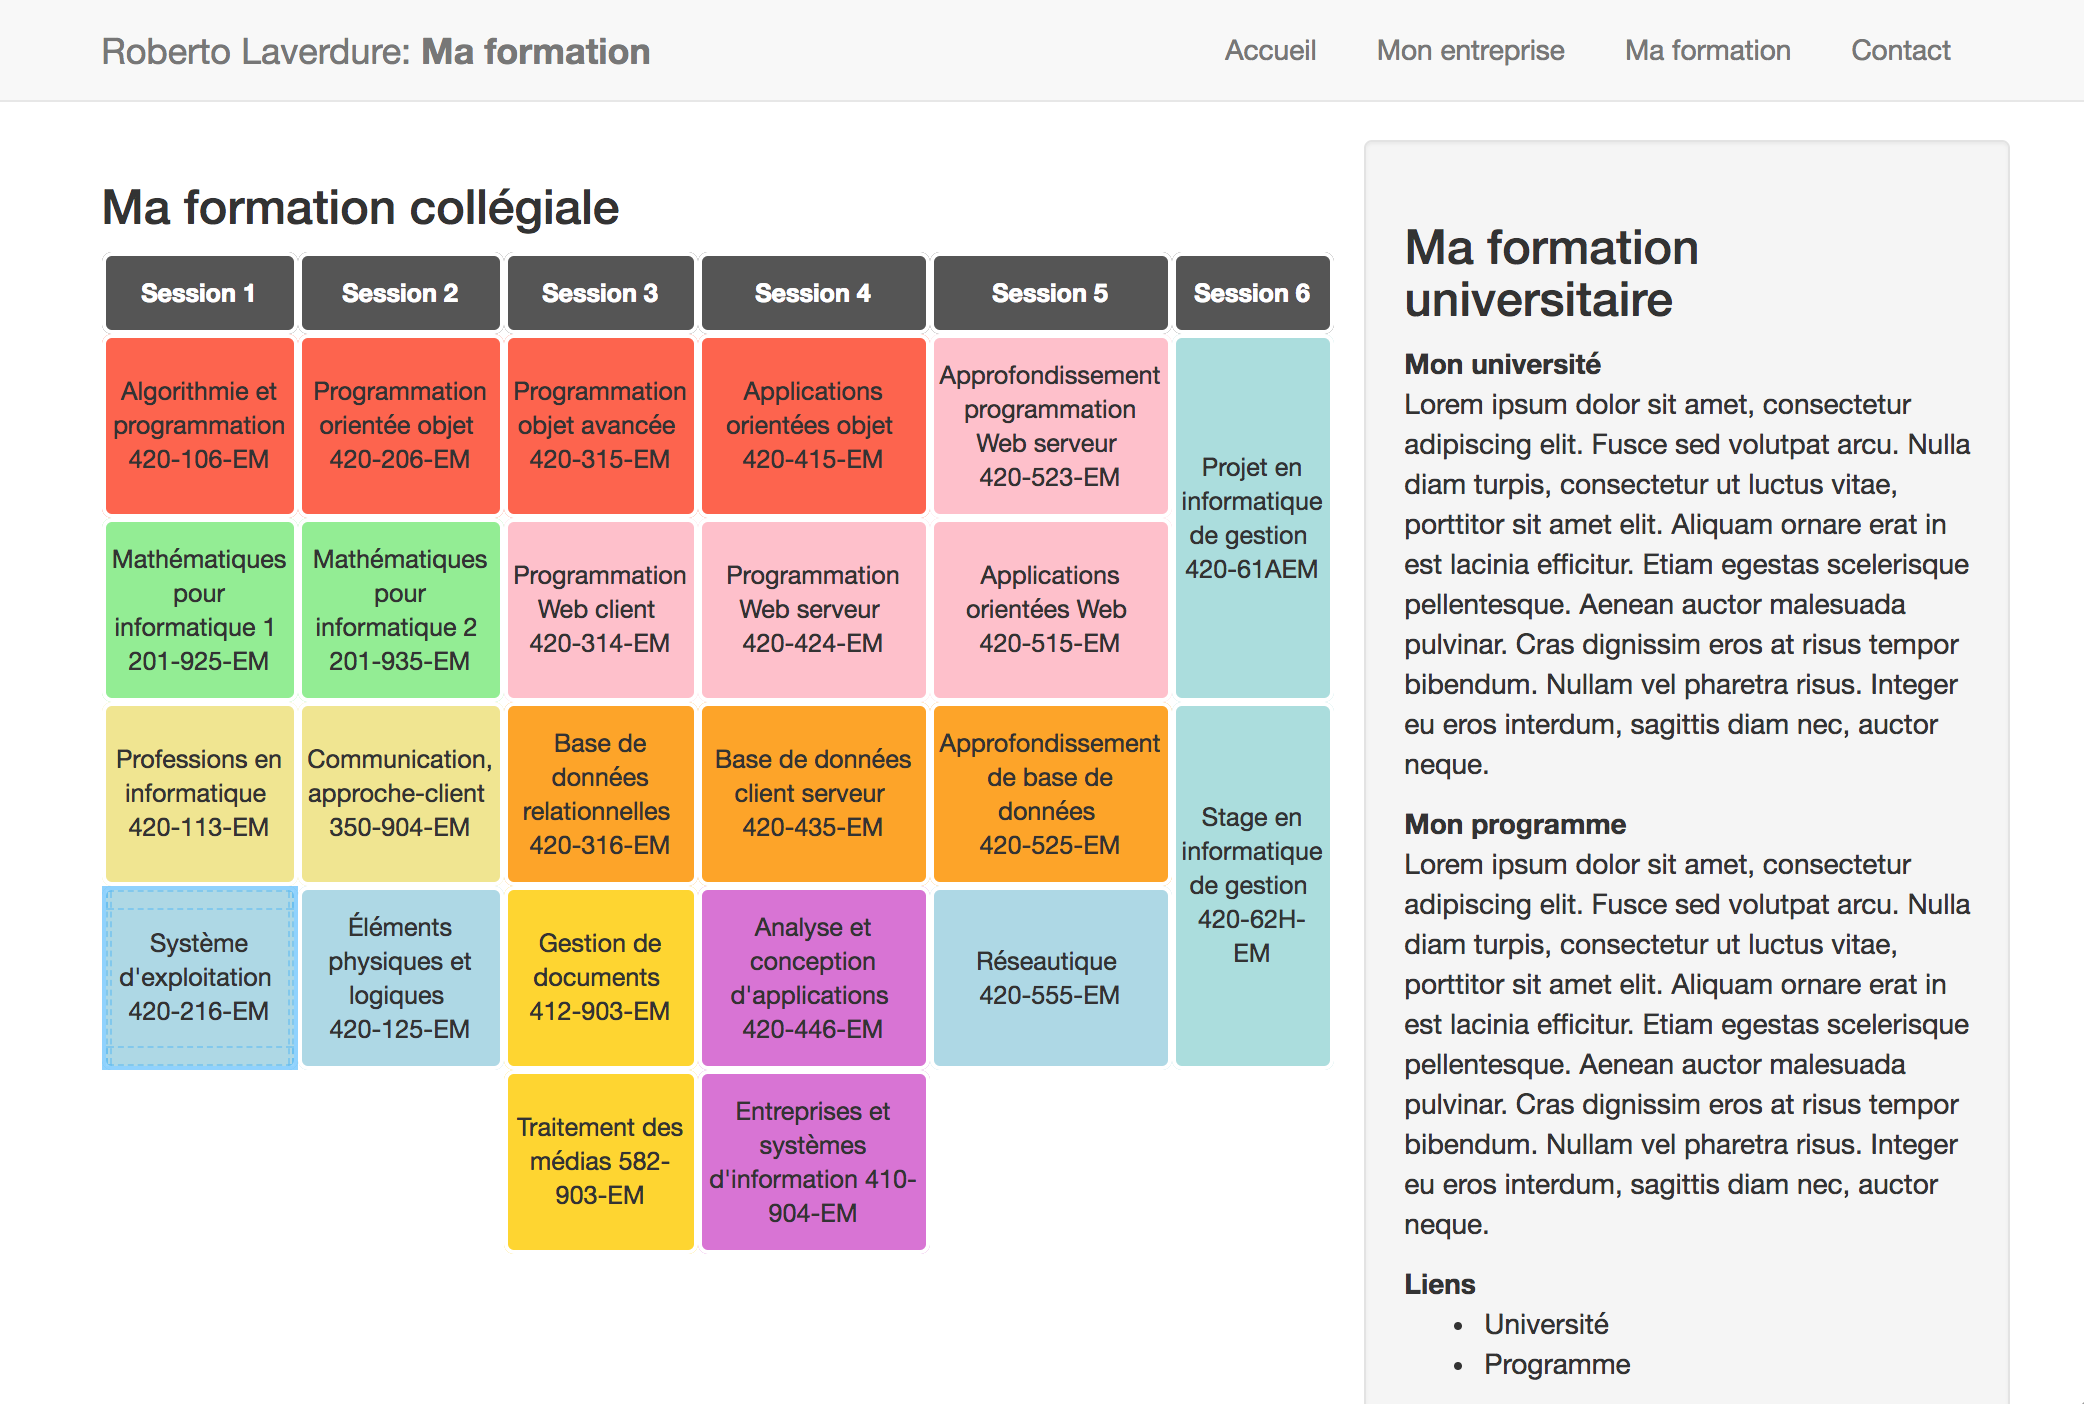 Roberto Laverdure: Ma formation
Accueil
Mon entreprise
Ma formation
Contact
Ma formation collégiale
Session 1
Session 2
Session 3
Session 4
Session 5
Session 6
Algorithmie et
programmation
420-106-EM
Programmation
orientée objet
420-206-EM
Programmation
objet avancée
420-315-EM
Applications
orientées objet
420-415-EM
Approfondissement
programmation
Web serveur
420-523-EM
Projet en
informatique
de gestion
420-61AEM
Mathématiques
pour
informatique 1
201-925-EM
Mathématiques
pour
informatique 2
201-935-EM
Programmation
Web client
420-314-EM
Programmation
Web serveur
420-424-EM
Applications
orientées Web
420-515-EM
Professions en
informatique
420-113-EM
Communication,
approche-client
350-904-EM
Base de
données
relationnelles
420-316-EM
Base de données
client serveur
420-435-EM
Approfondissement
de base de
données
420-525-EM
Stage en
informatique
de gestion
420-62H-
EM
Système
d'exploitation
420-216-EM
Éléments
physiques et
logiques
420-125-EM
Gestion de
documents
412-903-EM
Analyse et
conception
d'applications
420-446-EM
Réseautique
420-555-EM
Traitement des
médias 582-
903-EM
Entreprises et
systèmes
d'information 410-
904-EM
Ma formation
universitaire
Mon université
Lorem ipsum dolor sit amet, consectetur
adipiscing elit. Fusce sed volutpat arcu. Nulla
diam turpis, consectetur ut luctus vitae,
porttitor sit amet elit. Aliquam ornare erat in
est lacinia efficitur. Etiam egestas scelerisque
pellentesque. Aenean auctor malesuada
pulvinar. Cras dignissim eros at risus tempor
bibendum. Nullam vel pharetra risus. Integer
eu eros interdum, sagittis diam nec, auctor
neque.
Mon programme
Lorem ipsum dolor sit amet, consectetur
adipiscing elit. Fusce sed volutpat arcu. Nulla
diam turpis, consectetur ut luctus vitae,
porttitor sit amet elit. Aliquam ornare erat in
est lacinia efficitur. Etiam egestas scelerisque
pellentesque. Aenean auctor malesuada
pulvinar. Cras dignissim eros at risus tempor
bibendum. Nullam vel pharetra risus. Integer
eu eros interdum, sagittis diam nec, auctor
neque.
Liens
• Université
• Programme